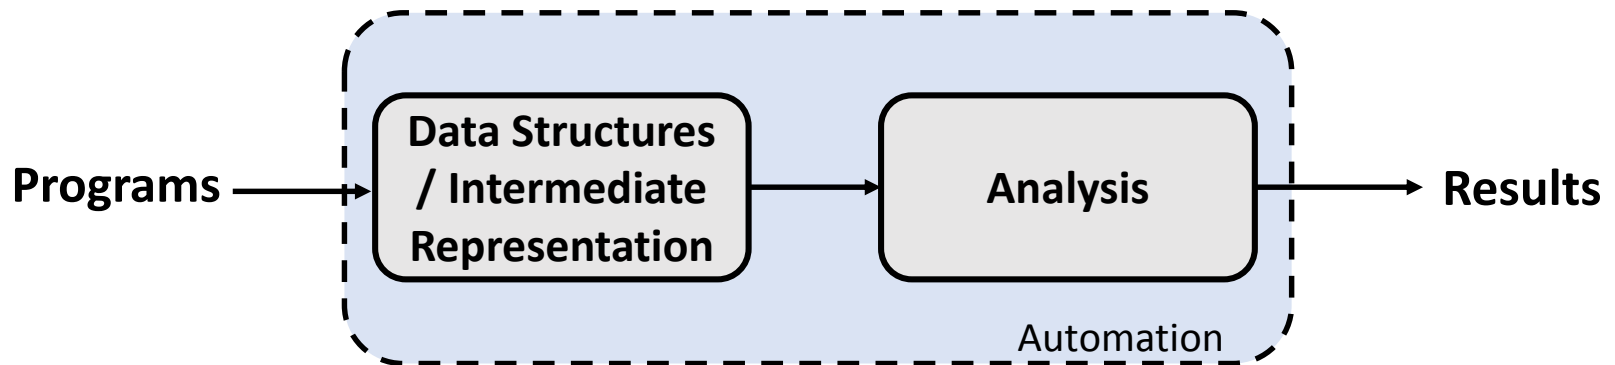 Programs
Data Structures
/ Intermediate
Representation
Analysis
Results
Automation